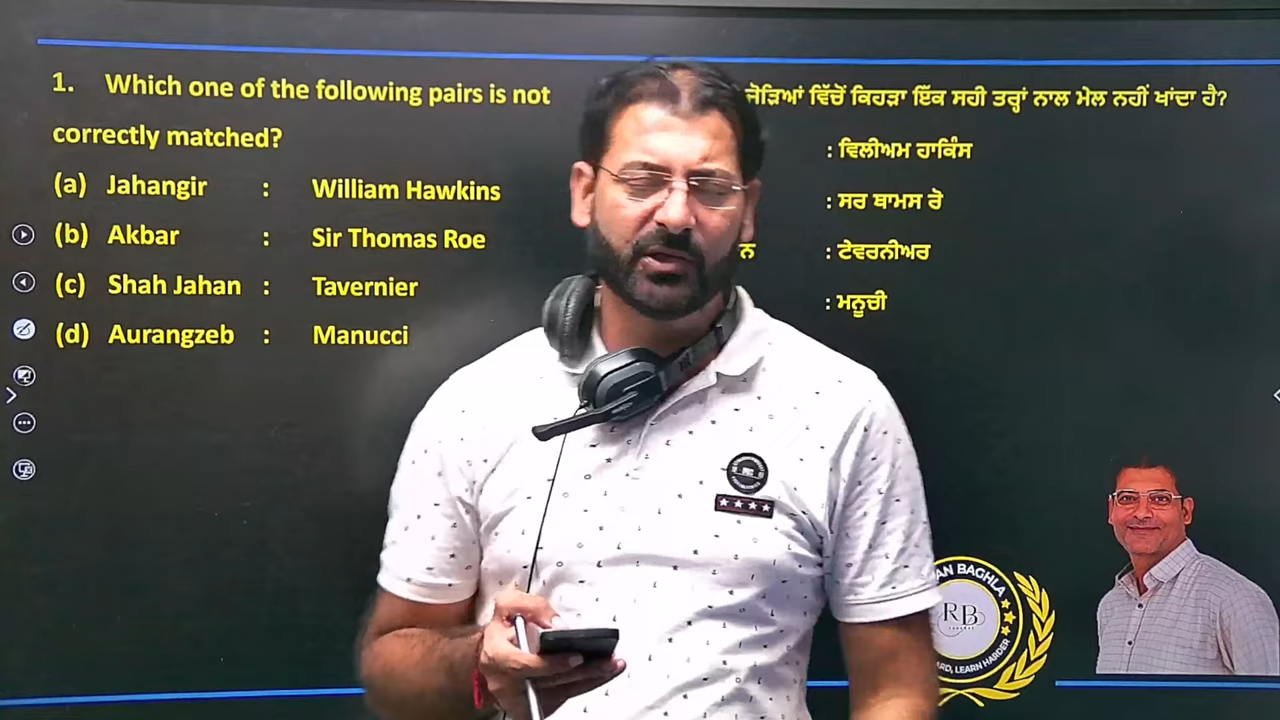 1. Which one of the following pairs is not
correctly matched?
(a) Jahangir : William Hawkins
(b) Akbar : Sir Thomas Roe
(c) Shah Jahan : Tavernier
(d) Aurangzeb : Manucci
ਜੋੜਿਆਂ ਵਿੱਚੋਂ ਕਿਹੜਾ ਇੱਕ ਸਹੀ ਤਰ੍ਹਾਂ ਨਾਲ ਮੇਲ ਨਹੀਂ ਖਾਂਦਾ ਹੈ?
: ਵਿਲੀਅਮ ਹਾਕਿੰਸ
: ਸਰ ਥਾਮਸ ਰੋ
ਨ : ਟੇਵਰਨੀਅਰ
: ਮਨੂਚੀ
AN BAGHLA
RB
LEARN HARDER